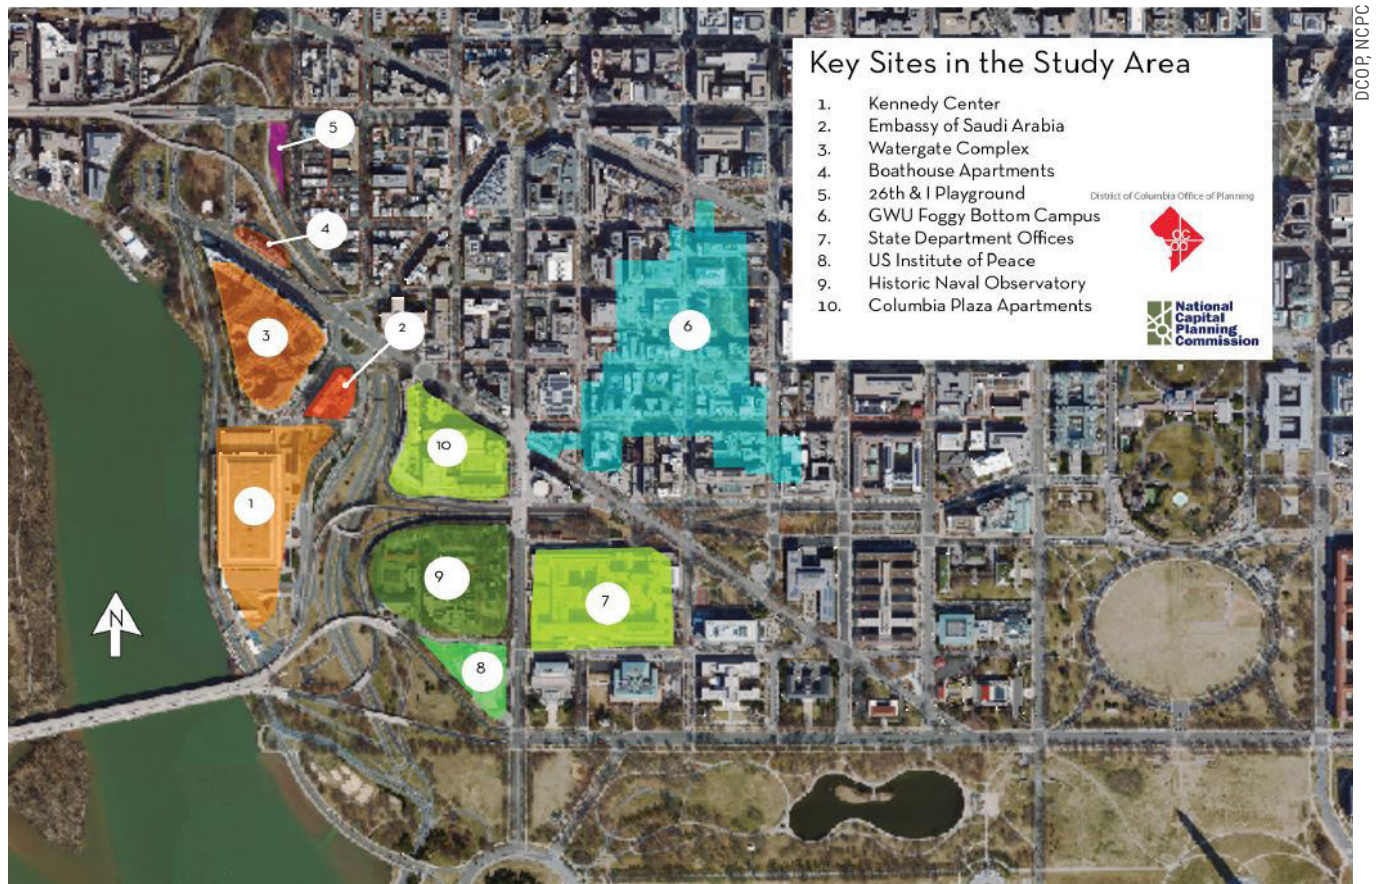 DCOP, NCPC
Key Sites in the Study Area
1. Kennedy Center
2. Embassy of Saudi Arabia
3. Watergate Complex
4. Boathouse Apartments
5. 26th & I Playground
6. GWU Foggy Bottom Campus
7. State Department Offices
8. US Institute of Peace
9. Historic Naval Observatory
10. Columbia Plaza Apartments
District of Columbia Office of Planning
dc
op
National
Capital
Planning
Commission
5
4
3
2
6
10
1
9
7
8
N